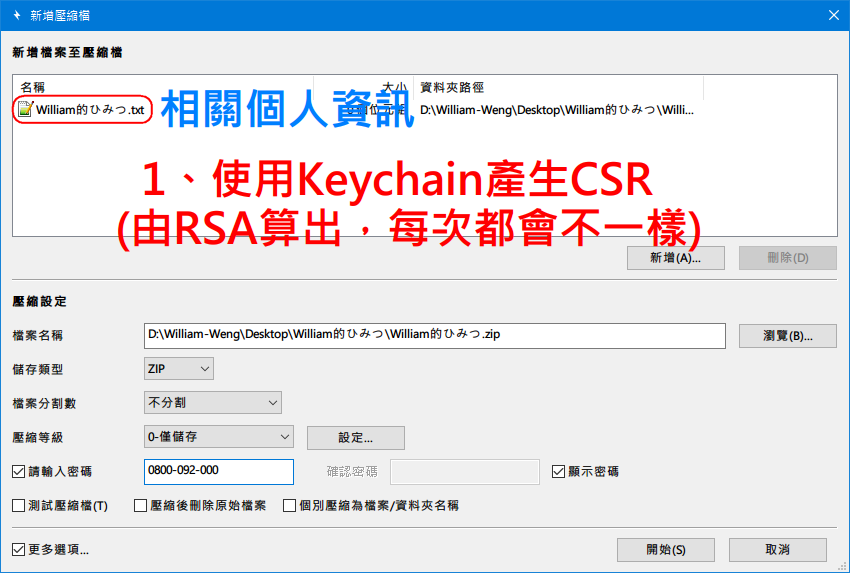 新增壓縮檔
新增檔案至壓縮檔
名稱 大小 資料夾路徑
William的ひみつ.txt 相關個人資訊 D:\William-Weng\Desktop\William的ひみつ\Willi...
1、使用Keychain產生CSR
(由RSA算出，每次都會不一樣)
新增(A)... 刪除(D)
壓縮設定
檔案名稱 D:\William-Weng\Desktop\William的ひみつ\William的ひみつ.zip 瀏覽(B)...
儲存類型 ZIP
檔案分割數 不分割
壓縮等級 0-僅儲存 設定...
請輸入密碼 0800-092-000 確認密碼 顯示密碼
測試壓縮檔(T) 壓縮後刪除原始檔案 個別壓縮為檔案/資料夾名稱
更多選項... 開始(S) 取消